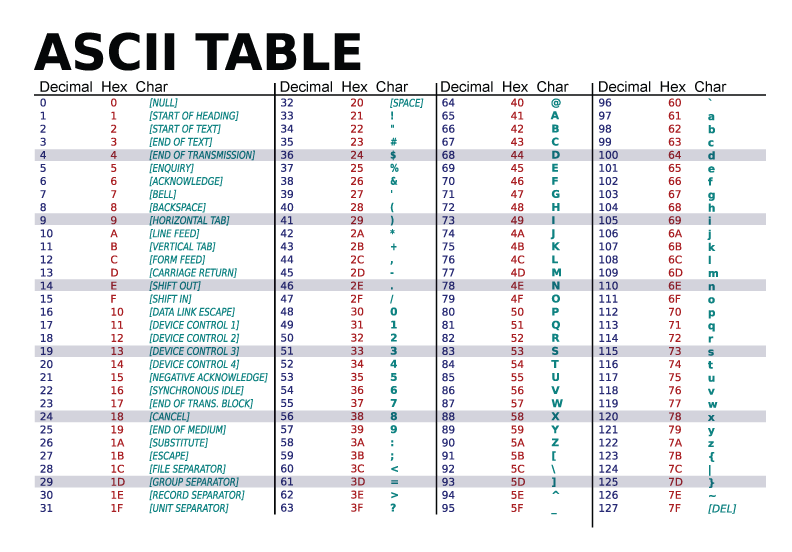 ASCII TABLE
Decimal Hex Char Decimal Hex Char Decimal Hex Char Decimal Hex Char
0 0 [NULL] 32 20 [SPACE] 64 40 @ 96 60 `
1 1 [START OF HEADING] 33 21 ! 65 41 A 97 61 a
2 2 [START OF TEXT] 34 22 " 66 42 B 98 62 b
3 3 [END OF TEXT] 35 23 # 67 43 C 99 63 c
4 4 [END OF TRANSMISSION] 36 24 $ 68 44 D 100 64 d
5 5 [ENQUIRY] 37 25 % 69 45 E 101 65 e
6 6 [ACKNOWLEDGE] 38 26 & 70 46 F 102 66 f
7 7 [BELL] 39 27 ' 71 47 G 103 67 g
8 8 [BACKSPACE] 40 28 ( 72 48 H 104 68 h
9 9 [HORIZONTAL TAB] 41 29 ) 73 49 I 105 69 i
10 A [LINE FEED] 42 2A * 74 4A J 106 6A j
11 B [VERTICAL TAB] 43 2B + 75 4B K 107 6B k
12 C [FORM FEED] 44 2C , 76 4C L 108 6C l
13 D [CARRIAGE RETURN] 45 2D - 77 4D M 109 6D m
14 E [SHIFT OUT] 46 2E . 78 4E N 110 6E n
15 F [SHIFT IN] 47 2F / 79 4F O 111 6F o
16 10 [DATA LINK ESCAPE] 48 30 0 80 50 P 112 70 p
17 11 [DEVICE CONTROL 1] 49 31 1 81 51 Q 113 71 q
18 12 [DEVICE CONTROL 2] 50 32 2 82 52 R 114 72 r
19 13 [DEVICE CONTROL 3] 51 33 3 83 53 S 115 73 s
20 14 [DEVICE CONTROL 4] 52 34 4 84 54 T 116 74 t
21 15 [NEGATIVE ACKNOWLEDGE] 53 35 5 85 55 U 117 75 u
22 16 [SYNCHRONOUS IDLE] 54 36 6 86 56 V 118 76 v
23 17 [END OF TRANS. BLOCK] 55 37 7 87 57 W 119 77 w
24 18 [CANCEL] 56 38 8 88 58 X 120 78 x
25 19 [END OF MEDIUM] 57 39 9 89 59 Y 121 79 y
26 1A [SUBSTITUTE] 58 3A : 90 5A Z 122 7A z
27 1B [ESCAPE] 59 3B ; 91 5B [ 123 7B {
28 1C [FILE SEPARATOR] 60 3C < 92 5C \ 124 7C |
29 1D [GROUP SEPARATOR] 61 3D = 93 5D ] 125 7D }
30 1E [RECORD SEPARATOR] 62 3E > 94 5E ^ 126 7E ~
31 1F [UNIT SEPARATOR] 63 3F ? 95 5F _ 127 7F [DEL]